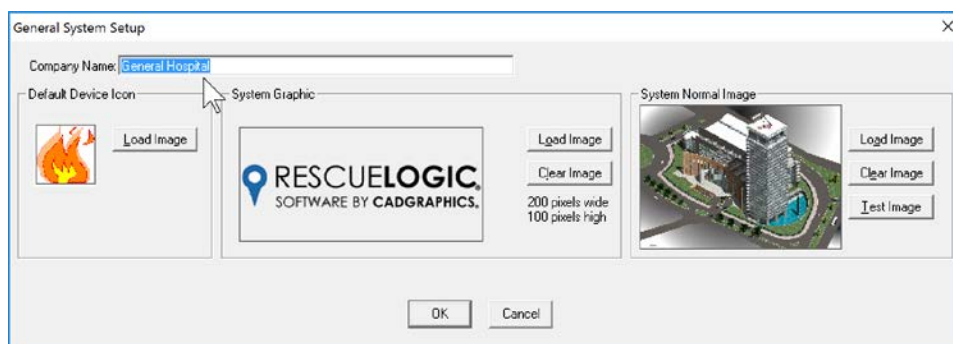 General System Setup
Company Name: General Hospital
Default Device Icon
Load Image
System Graphic
RESCUELOGIC®
SOFTWARE BY CADGRAPHICS®
Load Image
Clear Image
200 pixels wide
100 pixels high
System Normal Image
Load Image
Clear Image
Test Image
OK
Cancel